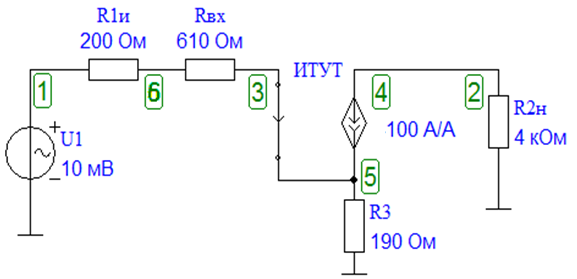 R1и
200 Ом
Rвх
610 Ом
ИТУТ
1
6
3
4
2
U1
10 мВ
100 А/А
R2н
4 кОм
5
R3
190 Ом